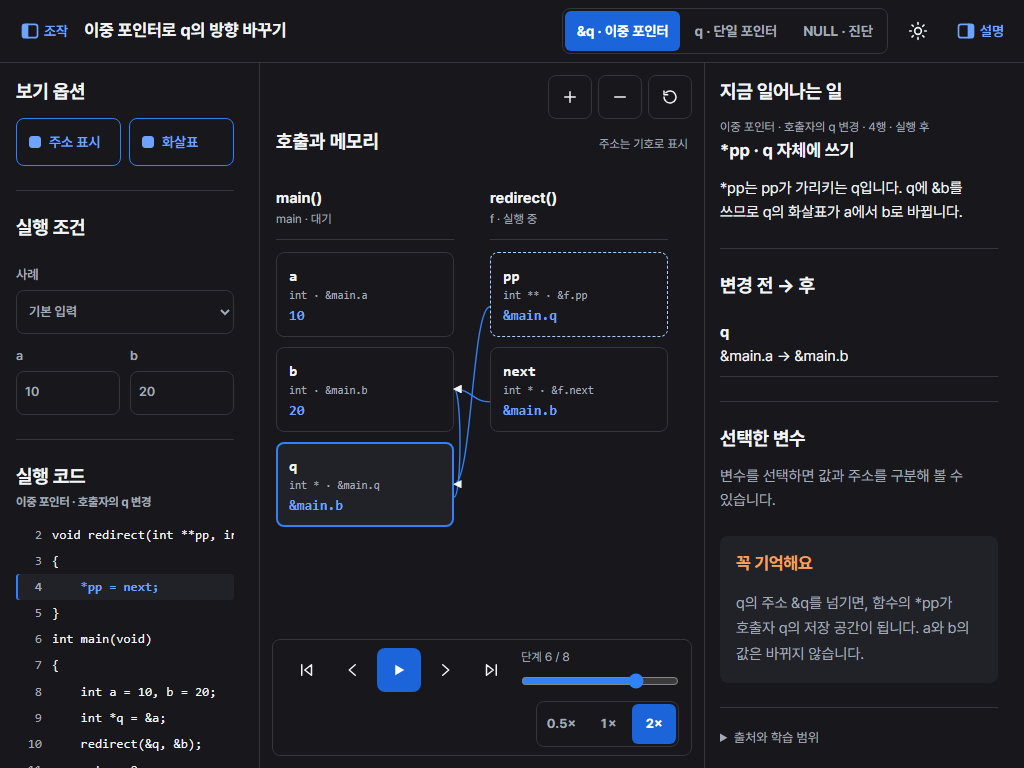 조작
이중 포인터로 q의 방향 바꾸기
&q · 이중 포인터
q · 단일 포인터
NULL · 진단
설명
보기 옵션
주소 표시
화살표
실행 조건
사례
기본 입력
a
b
10
20
실행 코드
이중 포인터 · 호출자의 q 변경
2 void redirect(int **pp, in
3 {
4 *pp = next;
5 }
6 int main(void)
7 {
8 int a = 10, b = 20;
9 int *q = &a;
10 redirect(&q, &b);
호출과 메모리
주소는 기호로 표시
main()
main · 대기
a
int · &main.a
10
b
int · &main.b
20
q
int * · &main.q
&main.b
redirect()
f · 실행 중
pp
int ** · &f.pp
&main.q
next
int * · &f.next
&main.b
단계 6 / 8
0.5×
1×
2×
지금 일어나는 일
이중 포인터 · 호출자의 q 변경 · 4행 · 실행 후
*pp · q 자체에 쓰기
*pp는 pp가 가리키는 q입니다. q에 &b를
쓰므로 q의 화살표가 a에서 b로 바뀝니다.
변경 전 → 후
q
&main.a → &main.b
선택한 변수
변수를 선택하면 값과 주소를 구분해 볼 수
있습니다.
꼭 기억해요
q의 주소 &q를 넘기면, 함수의 *pp가
호출자 q의 저장 공간이 됩니다. a와 b의
값은 바뀌지 않습니다.
출처와 학습 범위